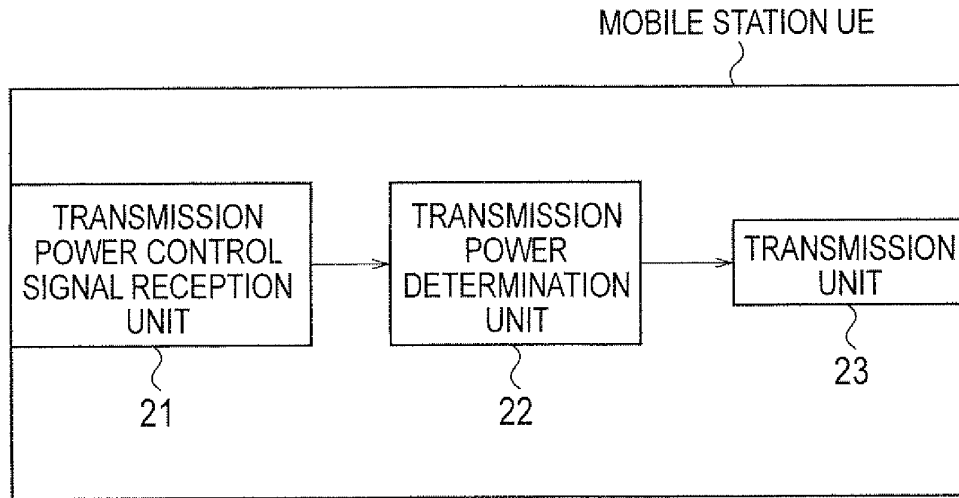 MOBILE STATION UE
TRANSMISSION
POWER CONTROL
SIGNAL RECEPTION
UNIT
21
TRANSMISSION
POWER
DETERMINATION
UNIT
22
TRANSMISSION
UNIT
23